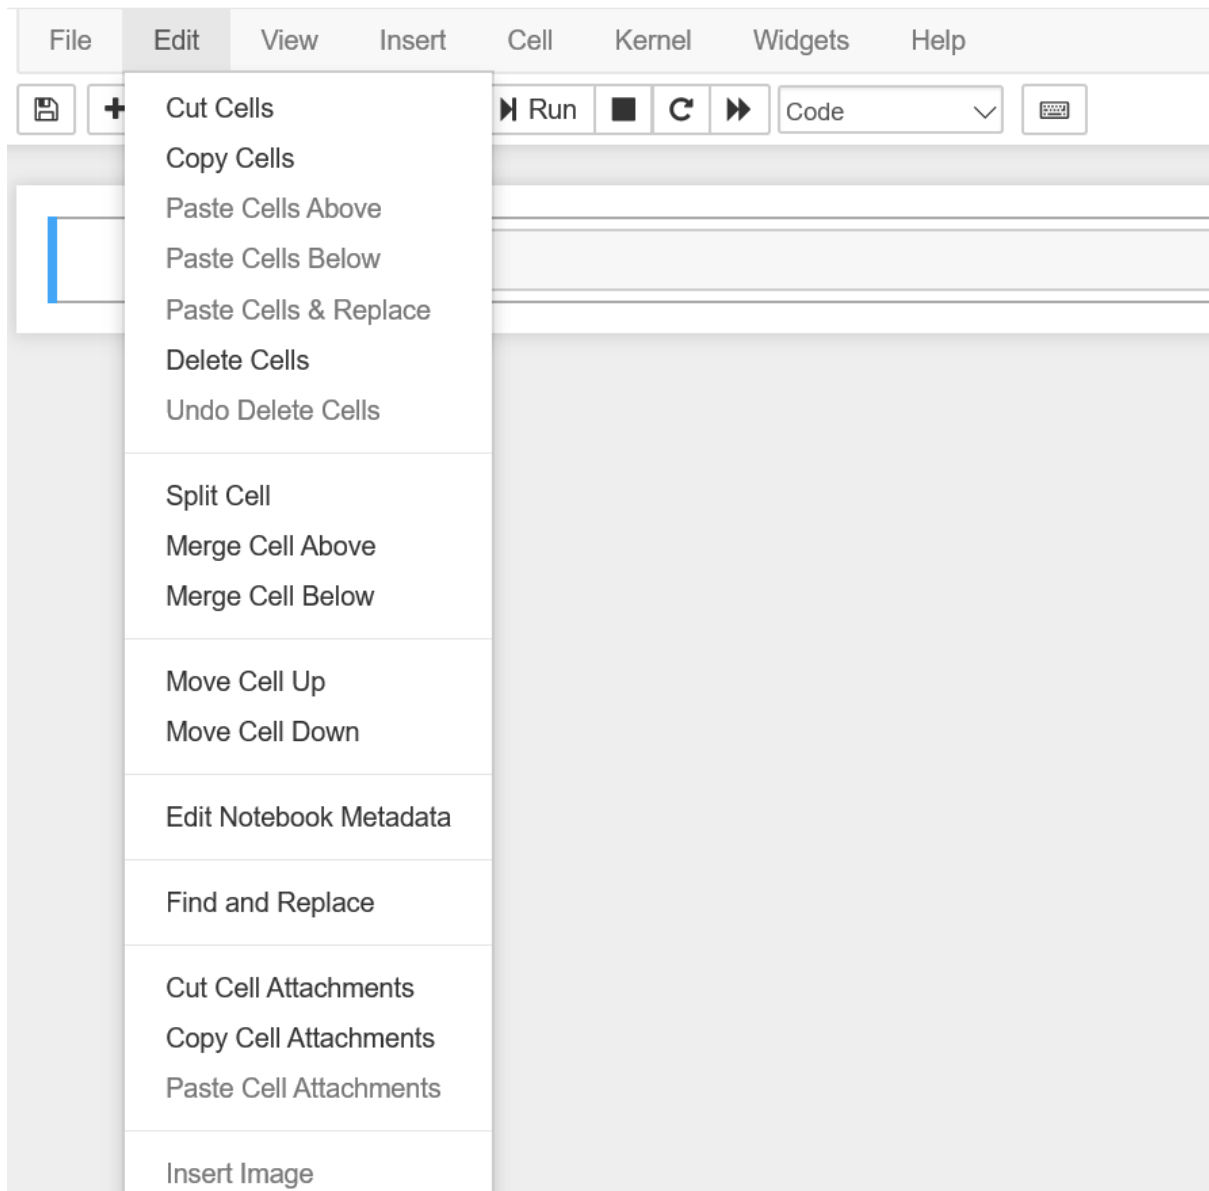 File Edit View Insert Cell Kernel Widgets Help
Run Code
Cut Cells
Copy Cells
Paste Cells Above
Paste Cells Below
Paste Cells & Replace
Delete Cells
Undo Delete Cells
Split Cell
Merge Cell Above
Merge Cell Below
Move Cell Up
Move Cell Down
Edit Notebook Metadata
Find and Replace
Cut Cell Attachments
Copy Cell Attachments
Paste Cell Attachments
Insert Image